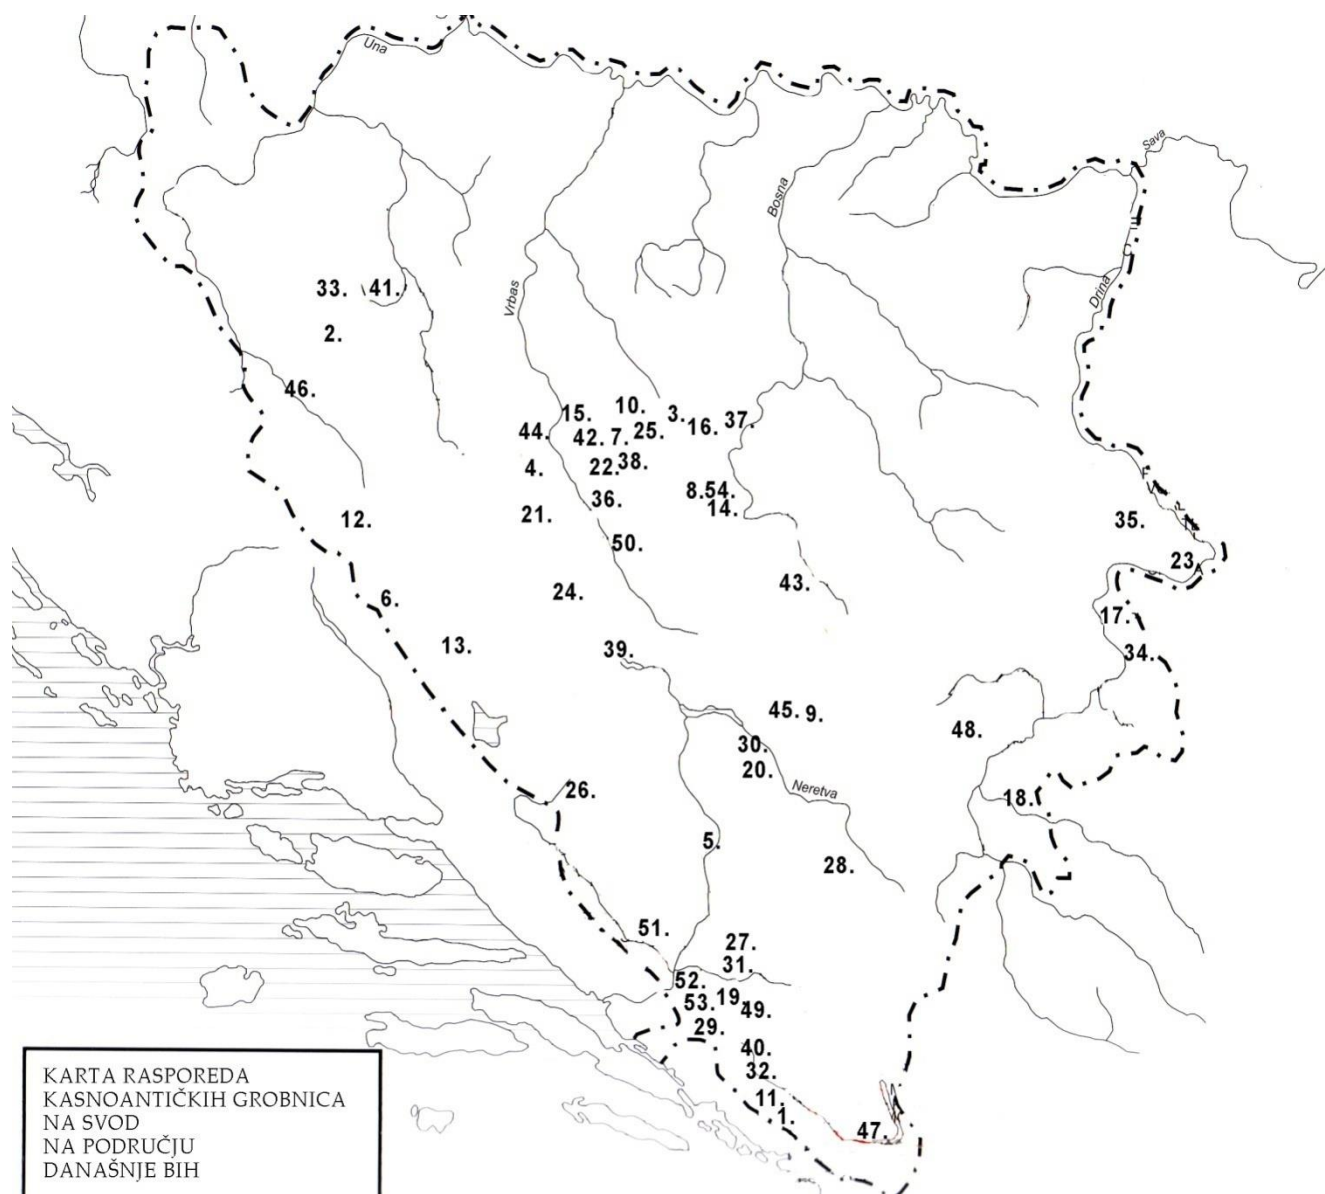 Una
Sava
Bosna
Drina
Vrbas
33. 41.
2.
46.
15. 10. 3. 37.
44. 42. 7. 25. 16.
4. 22. 38.
8. 54.
36. 14.
21. 35.
12.
50.
23.
43.
24.
6.
17.
13. 39. 34.
45. 9.
48.
30.
20.
Neretva
26. 18.
5.
28.
51.
27.
31.
52.
53. 19. 49.
29.
40.
32.
11.
1.
47.
KARTA RASPOREDA
KASNOANTIČKIH GROBNICA
NA SVOD
NA PODRUČJU
DANAŠNJE BIH